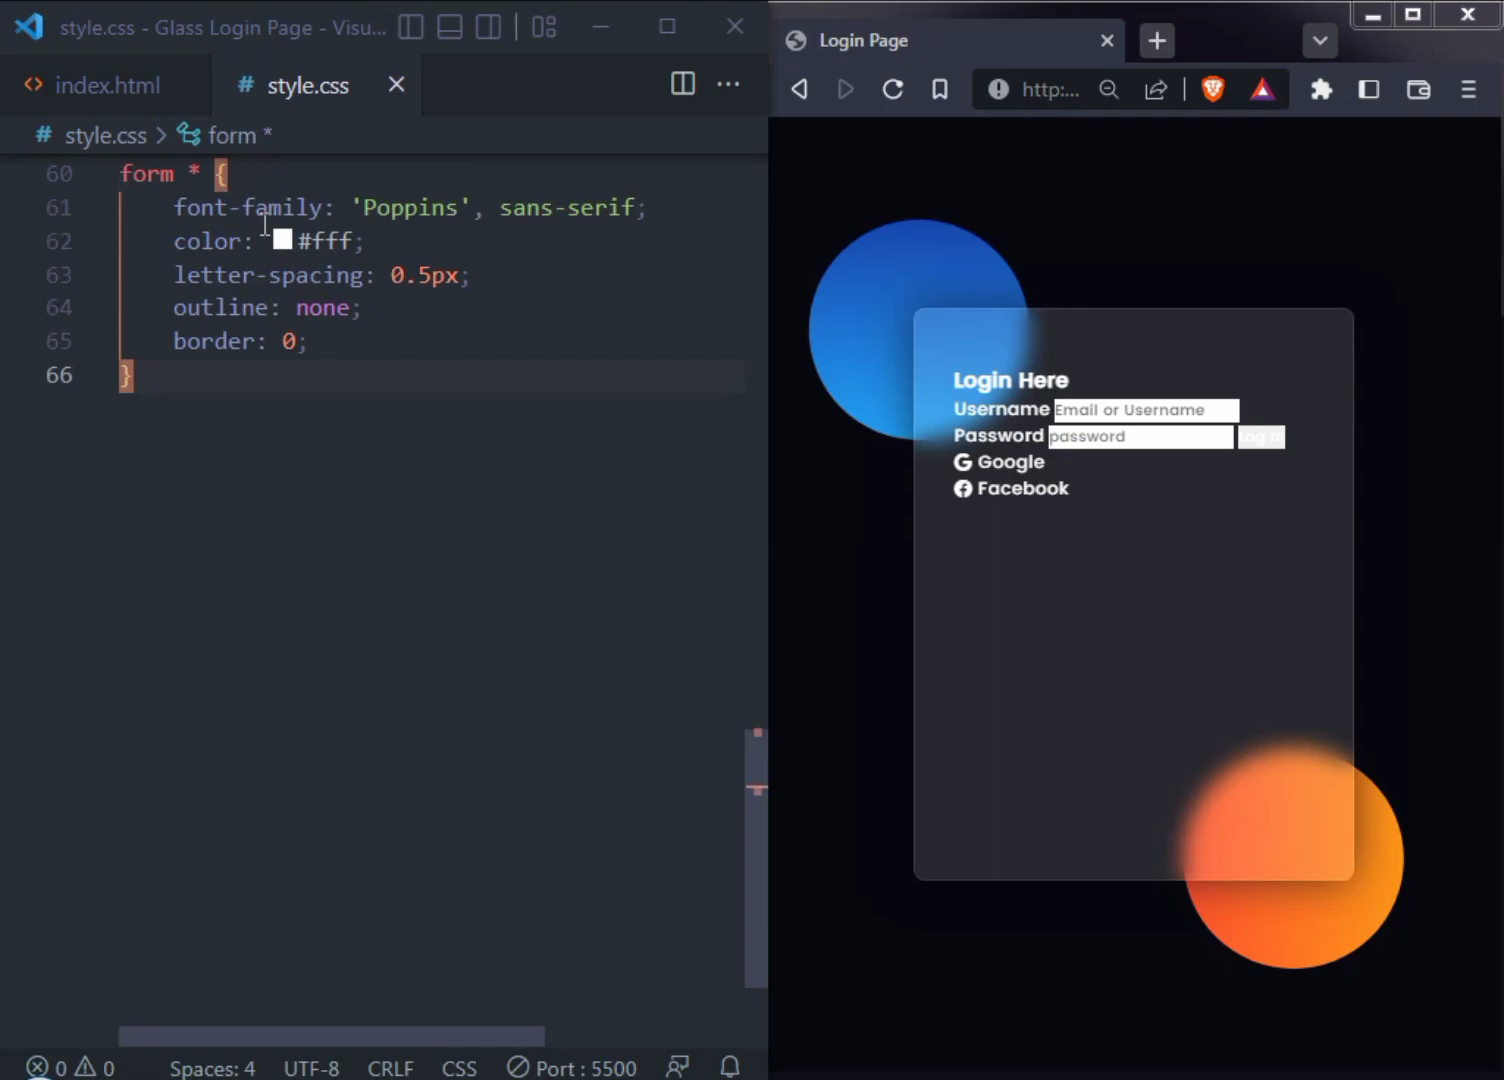 style.css - Glass Login Page - Visu...
index.html
# style.css
# style.css > form *
60 form * {
61 font-family: 'Poppins', sans-serif;
62 color: #fff;
63 letter-spacing: 0.5px;
64 outline: none;
65 border: 0;
66 }
0 0 Spaces: 4 UTF-8 CRLF CSS Port : 5500
Login Page
http:...
Login Here
Username Email or Username
Password password Log In
Google
Facebook